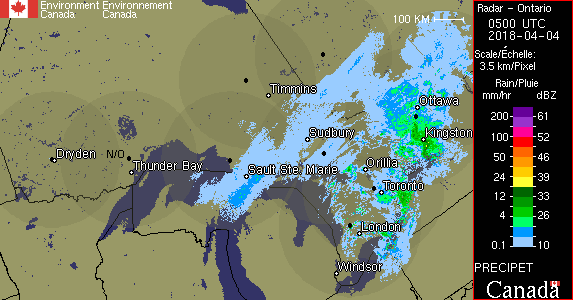 Environment Environnement
Canada Canada
100 KM
Timmins
Ottawa
Sudbury
Kingston
Dryden
N/O
Thunder Bay
Sault Ste. Marie
Orillia
Toronto
London
Windsor
Radar - Ontario
0500 UTC
2018-04-04
Scale/Échelle:
3.5 km/Pixel
Rain/Pluie
mm/hr dBZ
200 61
100 52
50 46
24 39
12 33
4 26
0.1 10
PRECIPET
Canada